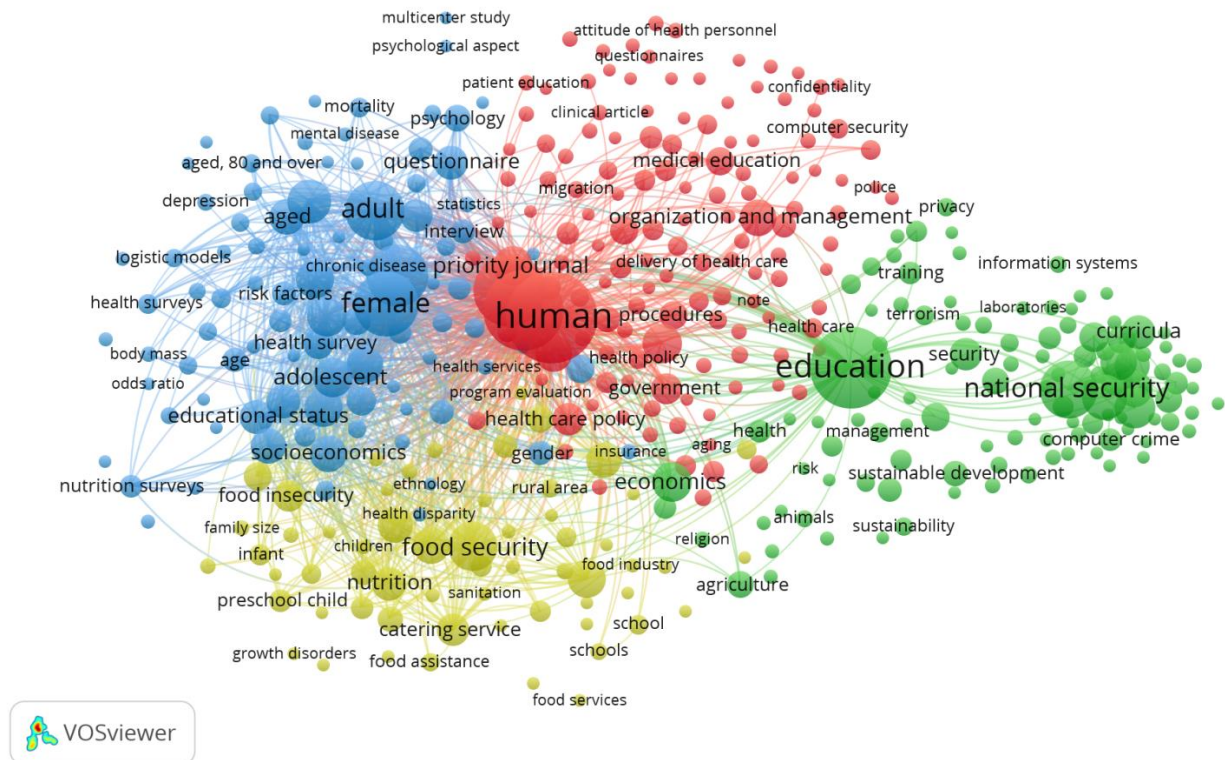 multicenter study
attitude of health personnel
psychological aspect
questionnaires
patient education
confidentiality
mortality
clinical article
psychology
computer security
mental disease
aged, 80 and over
questionnaire
medical education
migration
police
depression
statistics
privacy
aged
adult
organization and management
interview
logistic models
chronic disease
priority journal
delivery of health care
training
information systems
health surveys
risk factors
female
human
procedures
note
terrorism
laboratories
health care
curricula
health survey
body mass
age
health policy
education
security
odds ratio
adolescent
health services
program evaluation
government
national security
educational status
health care policy
health
management
computer crime
socioeconomics
gender
insurance
aging
nutrition surveys
food insecurity
ethnology
rural area
economics
risk
sustainable development
family size
health disparity
animals
sustainability
infant
children
food security
religion
food industry
nutrition
agriculture
preschool child
sanitation
catering service
school
growth disorders
food assistance
schools
food services
VOSviewer